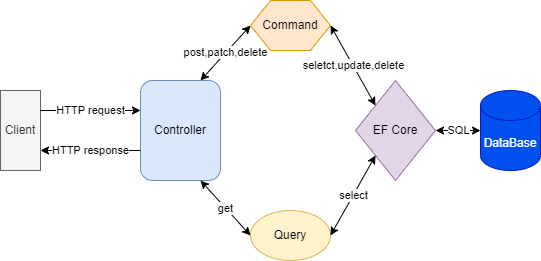 Command
post,patch,delete
seletct,update,delete
HTTP request
Client
Controller
EF Core
SQL
DataBase
HTTP response
get
select
Query